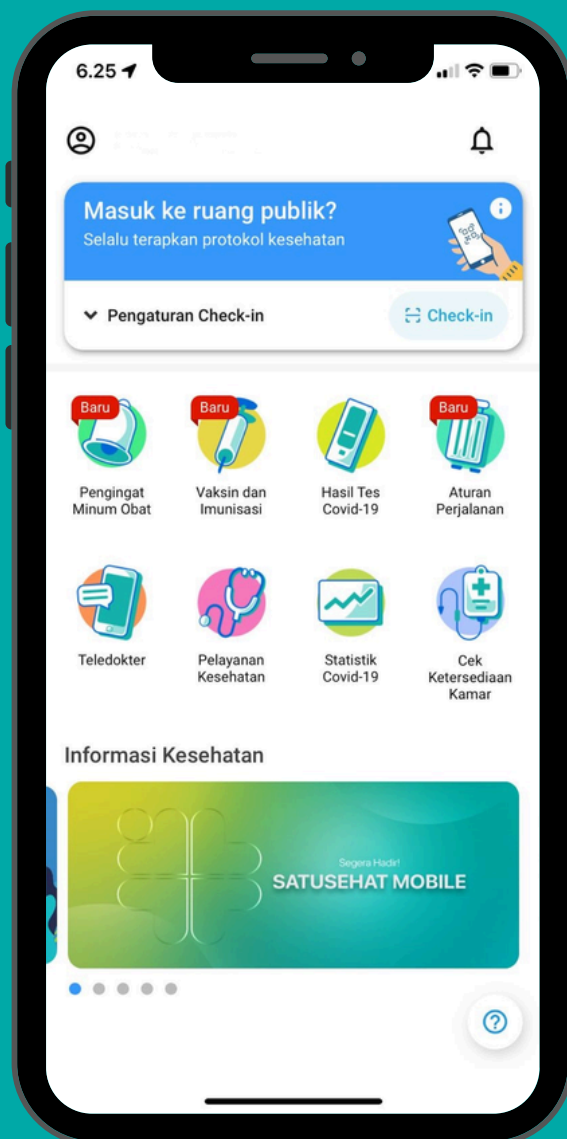 6.25
Masuk ke ruang publik?
Selalu terapkan protokol kesehatan
Pengaturan Check-in
Check-in
Baru
Baru
Baru
Pengingat
Minum Obat
Vaksin dan
Imunisasi
Hasil Tes
Covid-19
Aturan
Perjalanan
Teledokter
Pelayanan
Kesehatan
Statistik
Covid-19
Cek
Ketersediaan
Kamar
Informasi Kesehatan
Segera Hadir!
SATUSEHAT MOBILE